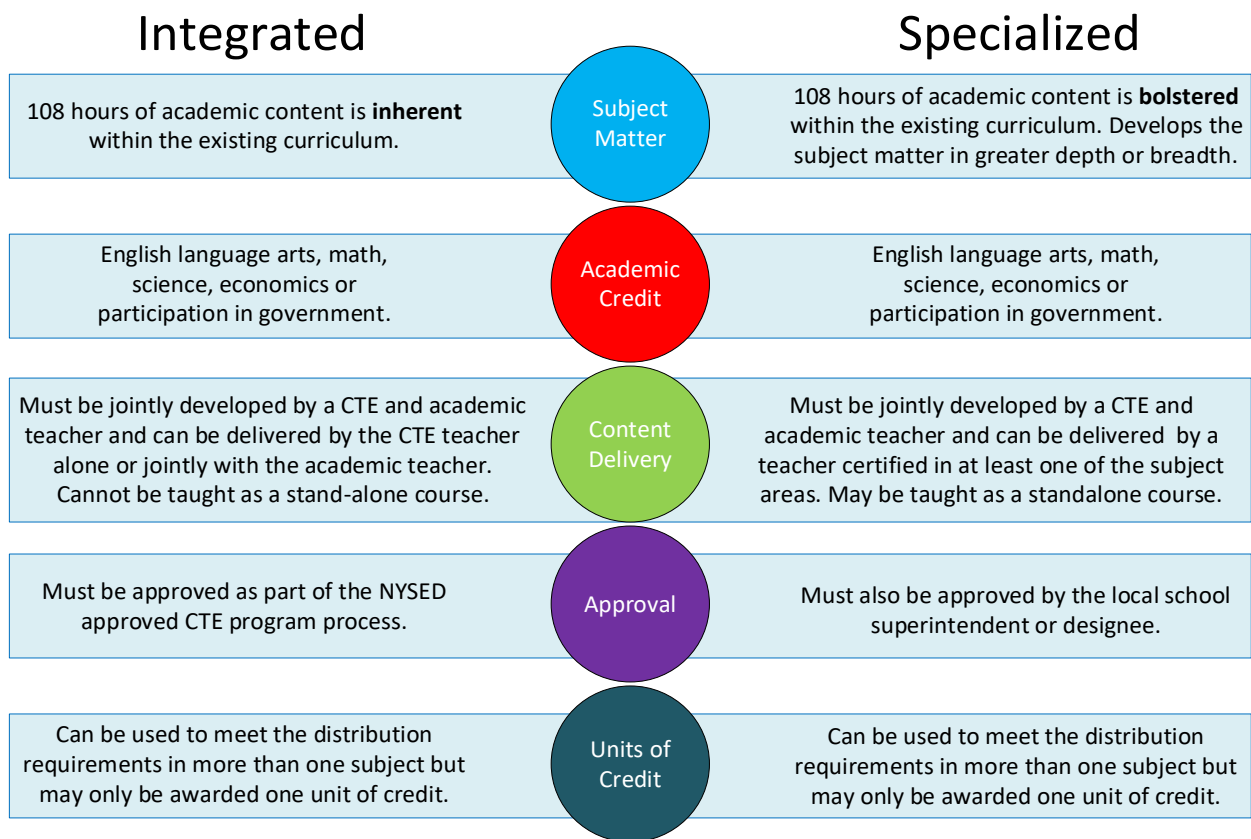 Integrated
Specialized
108 hours of academic content is inherent
within the existing curriculum.
Subject
Matter
108 hours of academic content is bolstered
within the existing curriculum. Develops the
subject matter in greater depth or breadth.
English language arts, math,
science, economics or
participation in government.
Academic
Credit
English language arts, math,
science, economics or
participation in government.
Must be jointly developed by a CTE and academic
teacher and can be delivered by the CTE teacher
alone or jointly with the academic teacher.
Cannot be taught as a stand-alone course.
Content
Delivery
Must be jointly developed by a CTE and
academic teacher and can be delivered by a
teacher certified in at least one of the subject
areas. May be taught as a standalone course.
Must be approved as part of the NYSED
approved CTE program process.
Approval
Must also be approved by the local school
superintendent or designee.
Can be used to meet the distribution
requirements in more than one subject but
may only be awarded one unit of credit.
Units of
Credit
Can be used to meet the distribution
requirements in more than one subject but
may only be awarded one unit of credit.